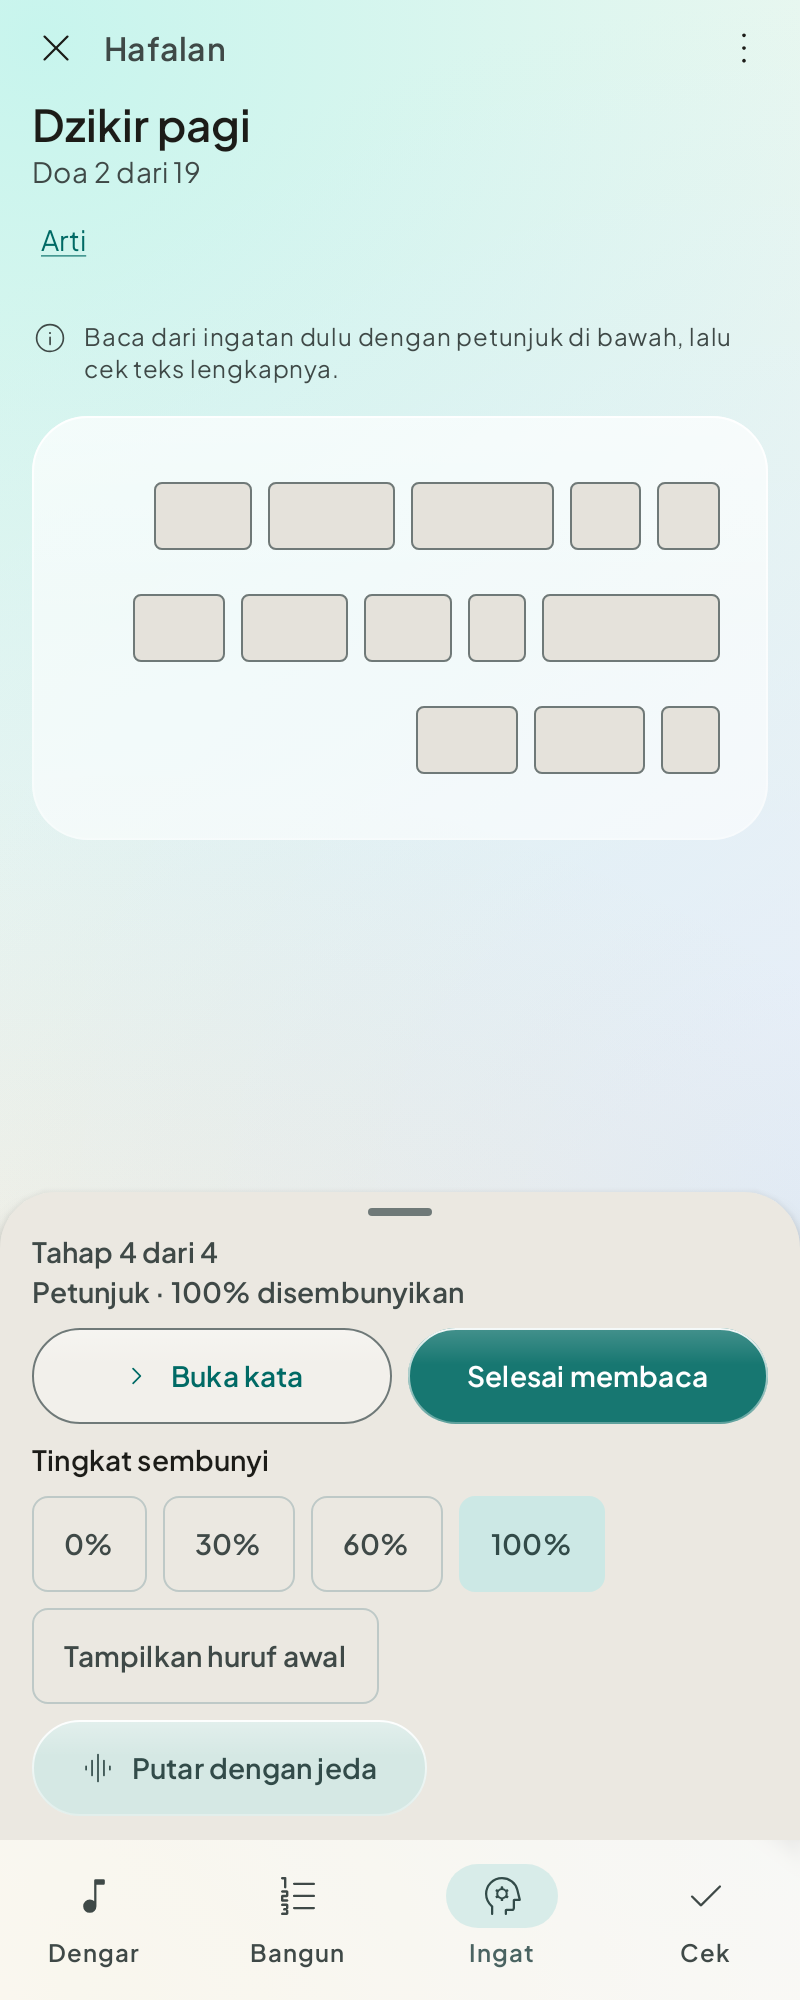 Hafalan
Dzikir pagi
Doa 2 dari 19
Arti
Baca dari ingatan dulu dengan petunjuk di bawah, lalu
cek teks lengkapnya.
Tahap 4 dari 4
Petunjuk · 100% disembunyikan
Buka kata
Selesai membaca
Tingkat sembunyi
0%
30%
60%
100%
Tampilkan huruf awal
Putar dengan jeda
Dengar
Bangun
Ingat
Cek